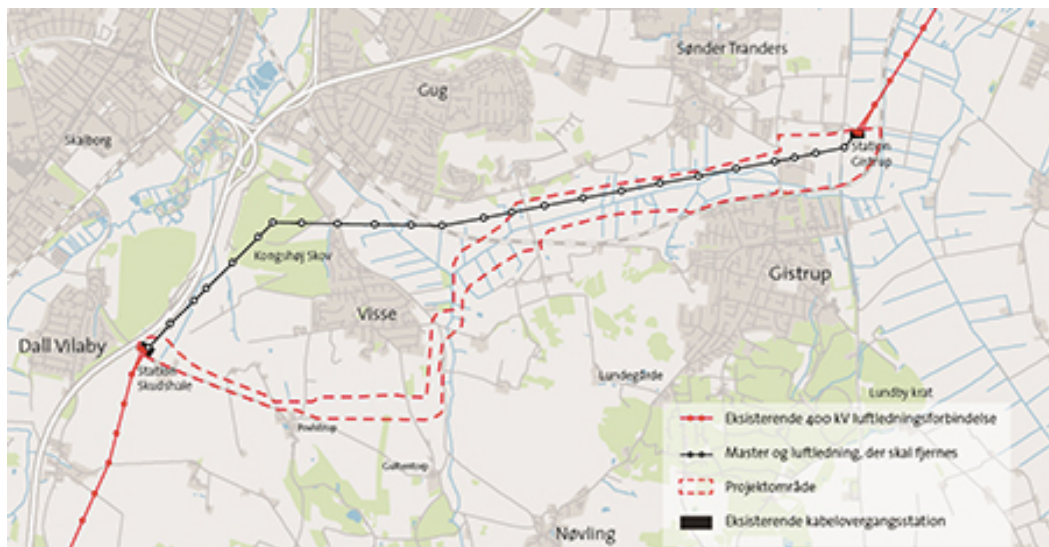 Sønder Tranders
Gug
Skalborg
Station
Gistrup
Kongshøj Skov
Gistrup
Visse
Dall Vilaby
Station
Skudshale
Lundegårde
Lundby krat
Nøvling
Eksisterende 400 kV luftledningsforbindelse
Master og luftledning, der skal fjernes
Projektområde
Eksisterende kabelovergangsstation